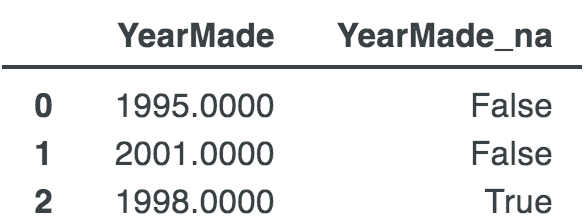 YearMade YearMade_na
0 1995.0000 False
1 2001.0000 False
2 1998.0000 True